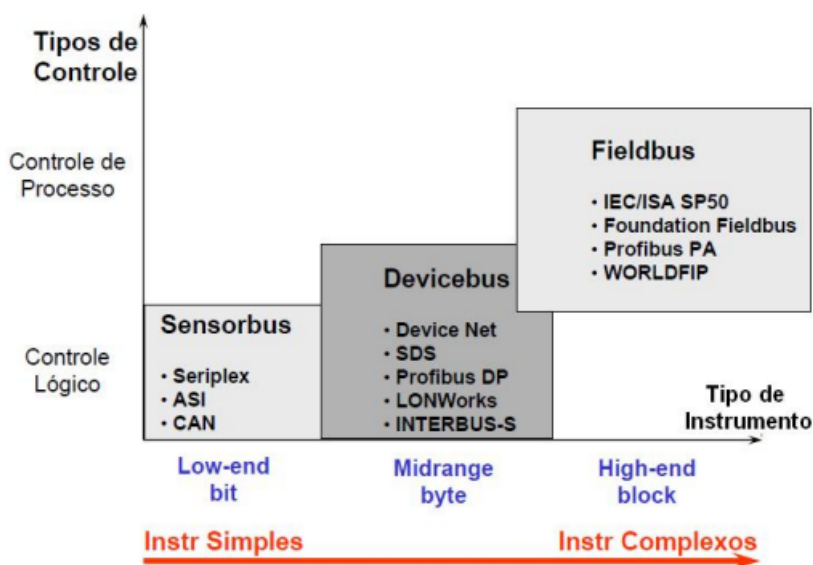 Tipos de
Controle
Controle de
Processo
Fieldbus
• IEC/ISA SP50
• Foundation Fieldbus
• Profibus PA
• WORLDFIP
Devicebus
• Device Net
• SDS
• Profibus DP
• LONWorks
• INTERBUS-S
Sensorbus
• Seriplex
• ASI
• CAN
Controle
Lógico
Tipo de
Instrumento
Low-end
bit
Midrange
byte
High-end
block
Instr Simples
Instr Complexos